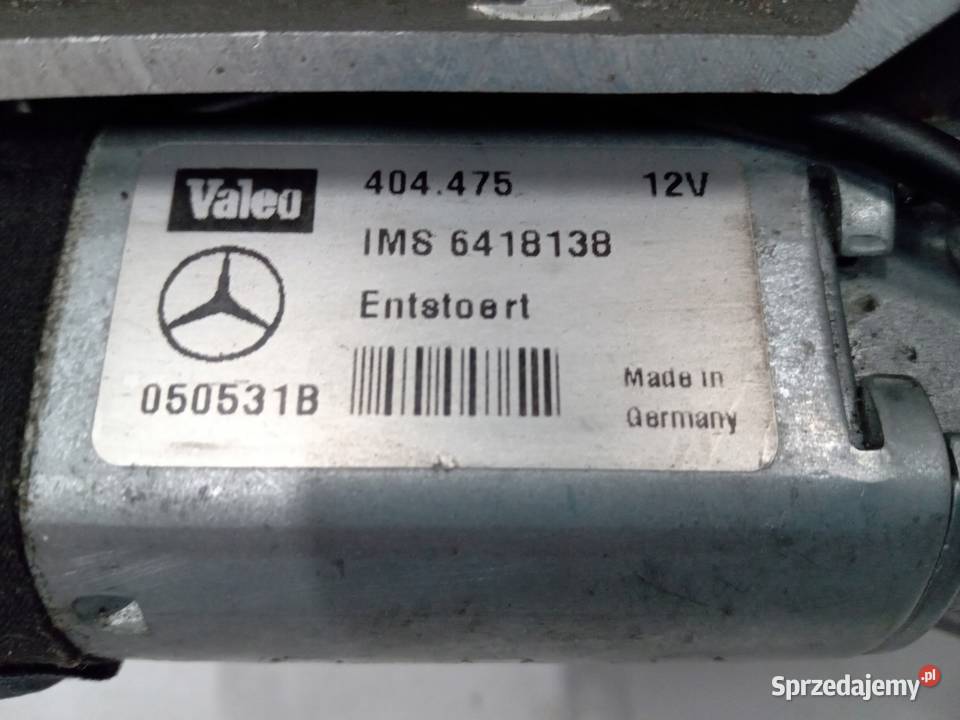 Valeo
404.475 12V
IMS 6418138
Entstoert
050531B
Made in
Germany
Sprzedajemy.pl